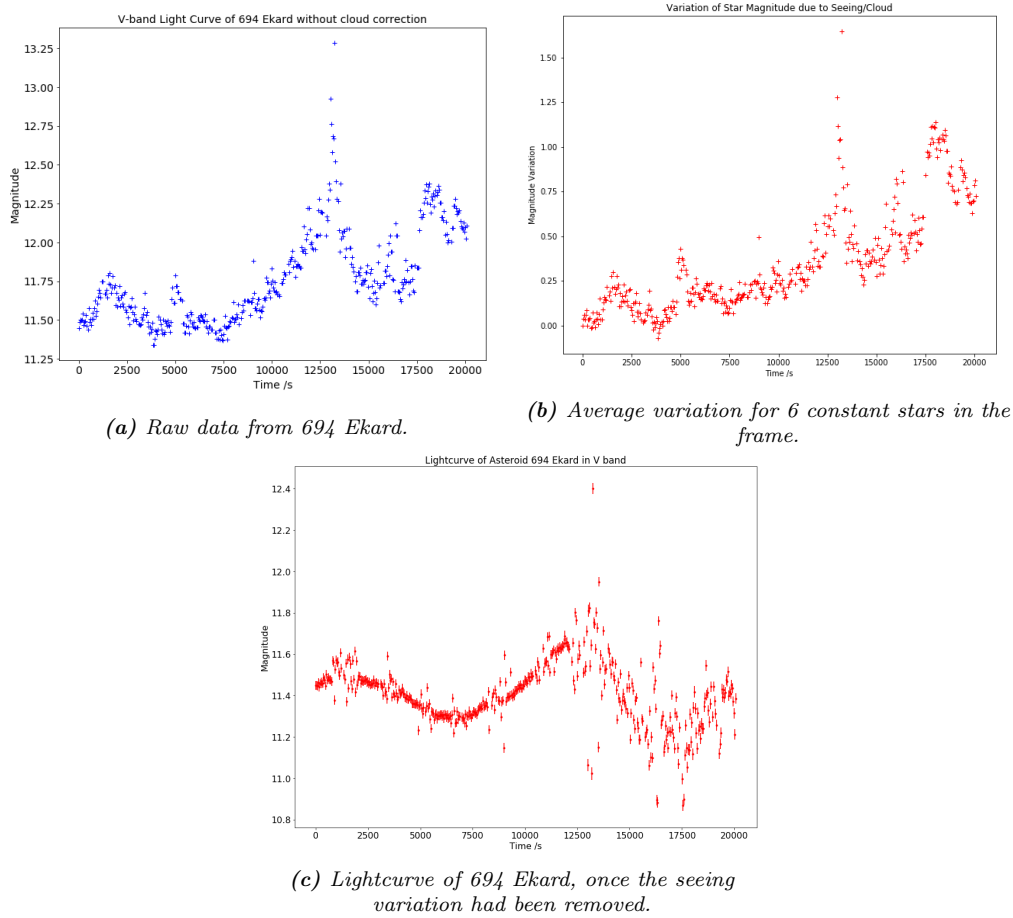 V-band Light Curve of 694 Ekard without cloud correction
13.25
13.00
12.75
12.50
12.25
12.00
11.75
11.50
11.25
Magnitude
0 2500 5000 7500 10000 12500 15000 17500 20000
Time /s
(a) Raw data from 694 Ekard.
Variation of Star Magnitude due to Seeing/Cloud
1.50
1.25
1.00
0.75
0.50
0.25
0.00
Magnitude Variation
0 2500 5000 7500 10000 12500 15000 17500 20000
Time /s
(b) Average variation for 6 constant stars in the
frame.
Lightcurve of Asteroid 694 Ekard in V band
12.4
12.2
12.0
11.8
11.6
11.4
11.2
11.0
10.8
Magnitude
0 2500 5000 7500 10000 12500 15000 17500 20000
Time /s
(c) Lightcurve of 694 Ekard, once the seeing
variation had been removed.